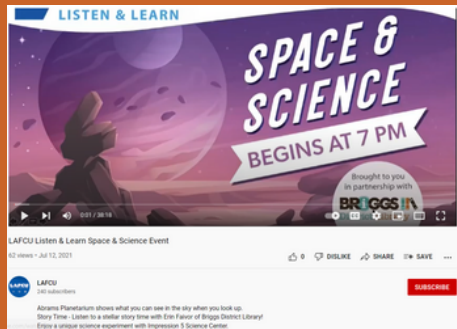 LISTEN & LEARN
SPACE &
SCIENCE
BEGINS AT 7 PM
Brought to you
in partnership with
BRIGGS
0:01 / 38:18
LAFCU Listen & Learn Space & Science Event
62 views • Jul 12, 2021
0 DISLIKE SHARE SAVE ...
LAFCU
LAFCU
240 subscribers
SUBSCRIBE
Abrams Planetarium shows what you can see in the sky when you look up.
Story Time - Listen to a stellar story time with Erin Faivor of Briggs District Library!
Enjoy a unique science experiment with Impression 5 Science Center.